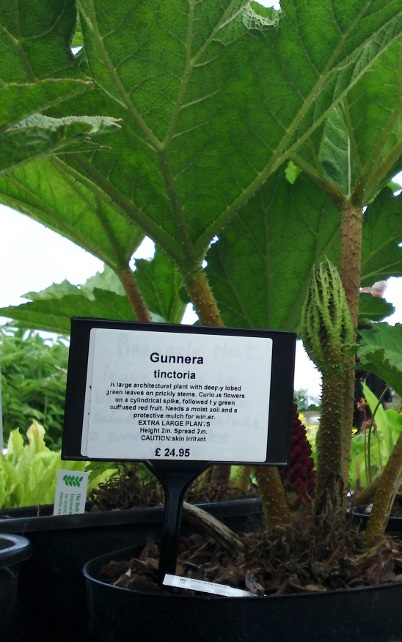 Gunnera
tinctoria
A large architectural plant with deeply lobed
green leaves on prickly stems. Curious flowers
on a cylindrical spike, followed by green
suffused red fruit. Needs a moist soil and a
protective mulch for winter.
EXTRA LARGE PLANTS
Height 2m. Spread 2m.
CAUTION:skin irritant
£ 24.95